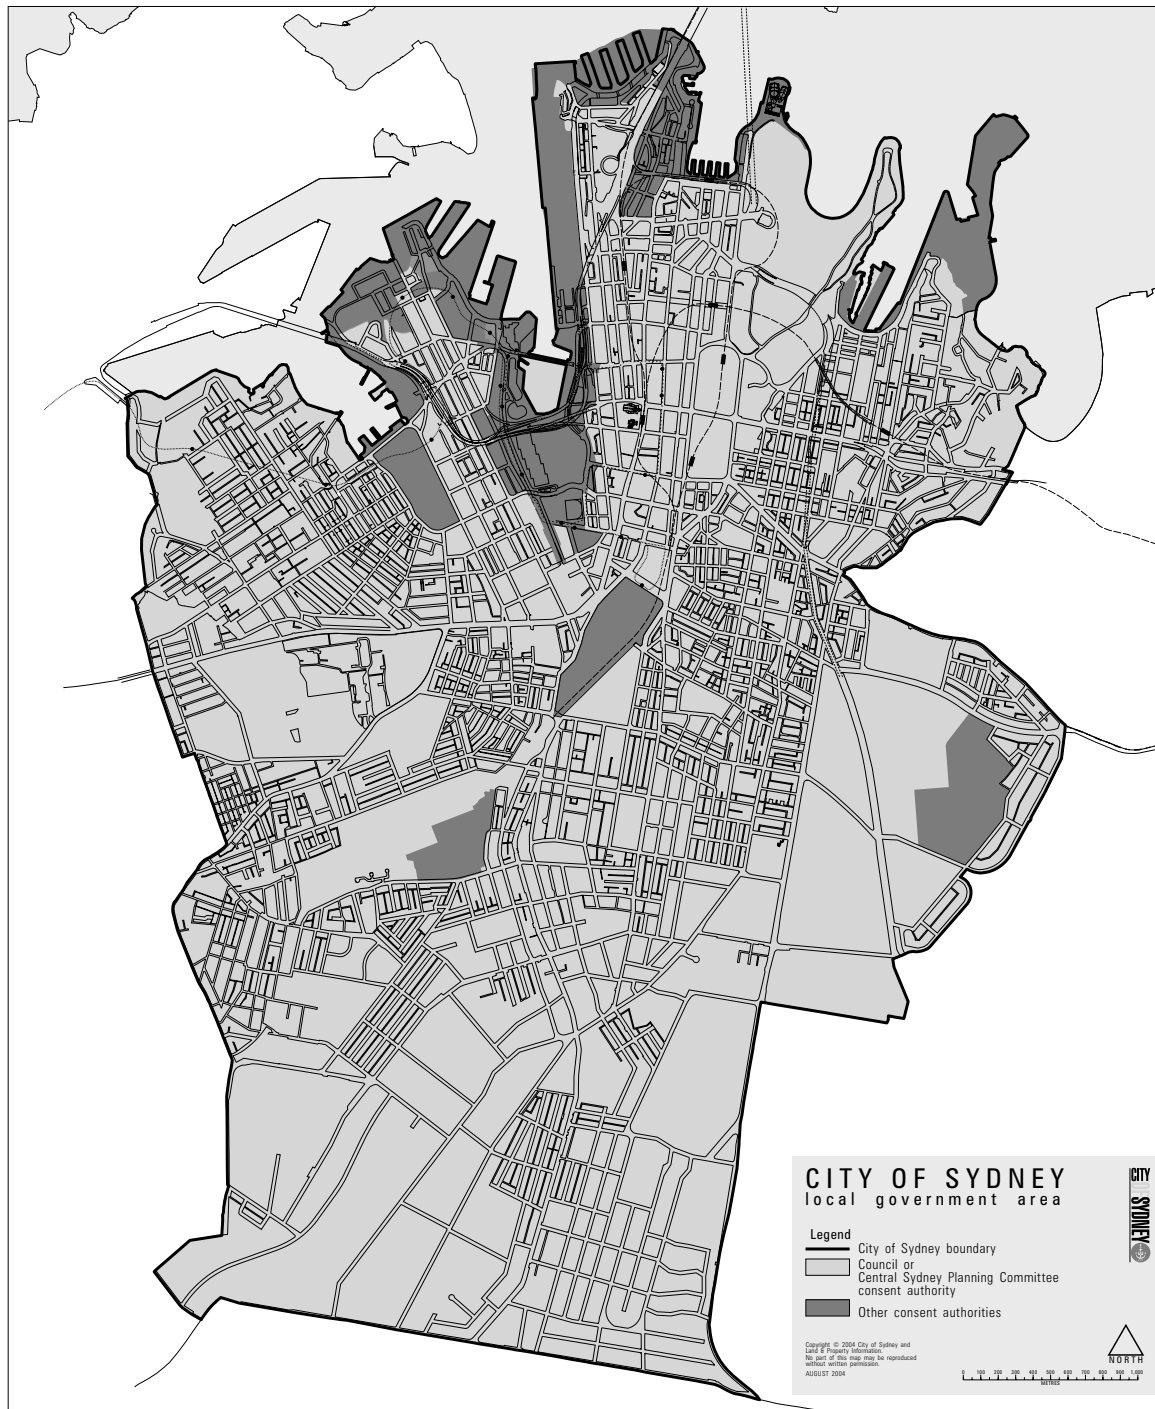 CITY OF SYDNEY
local government area
CITY OF SYDNEY
Legend
City of Sydney boundary
Council or
Central Sydney Planning Committee
consent authority
Other consent authorities
Copyright © 2004 City of Sydney and
Land & Property Information.
No part of this map may be reproduced
without written permission.
AUGUST 2004
NORTH
0 100 200 300 400 500 600 700 800 900 1,000
METRES